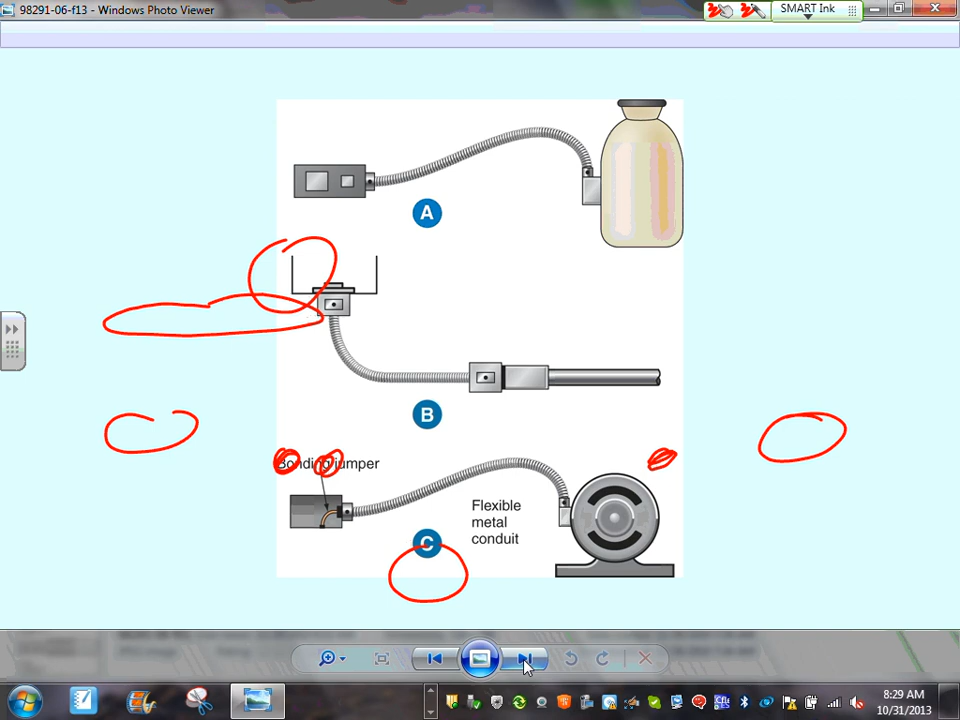 98291-06-f13 - Windows Photo Viewer
SMART Ink
A
B
Bonding jumper
Flexible
metal
conduit
C
8:29 AM
10/31/2013